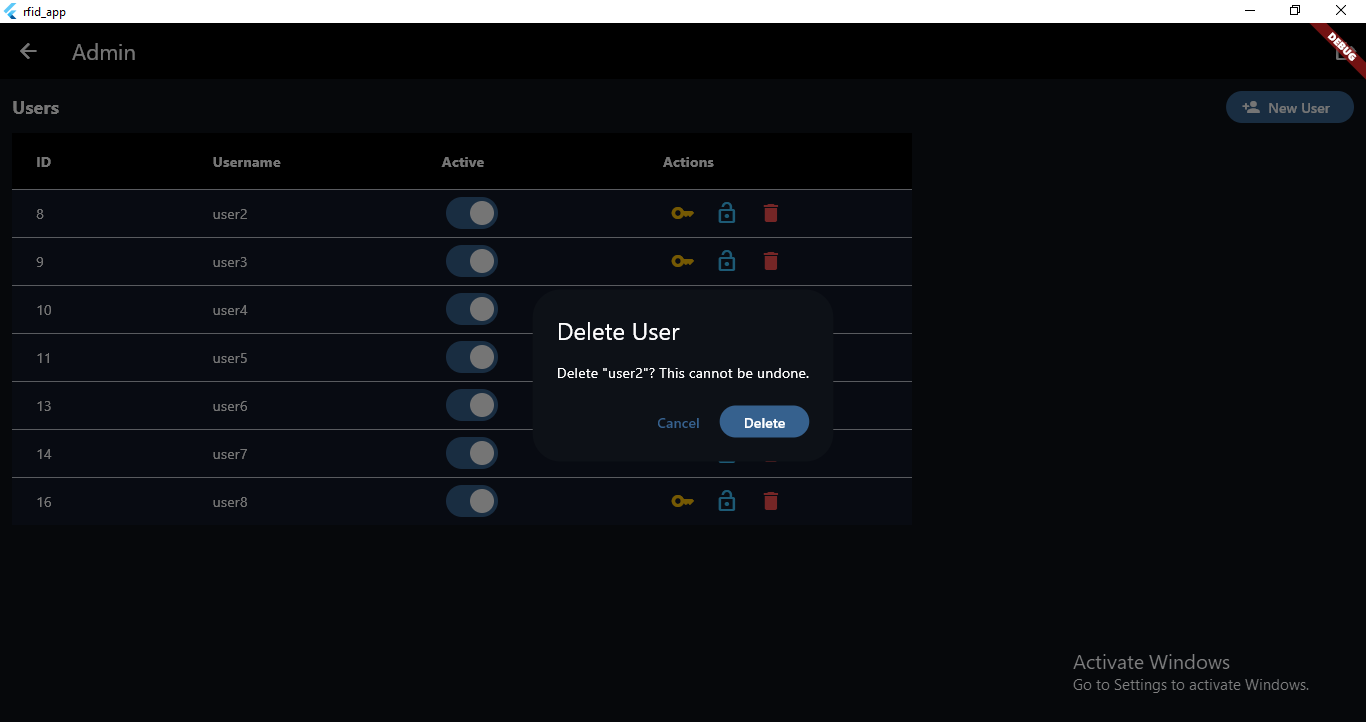 rfid_app
DEBUG
Admin
Users
New User
ID Username Active Actions
8 user2
9 user3
10 user4
11 user5
13 user6
14 user7
16 user8
Delete User
Delete "user2"? This cannot be undone.
Cancel Delete
Activate Windows
Go to Settings to activate Windows.